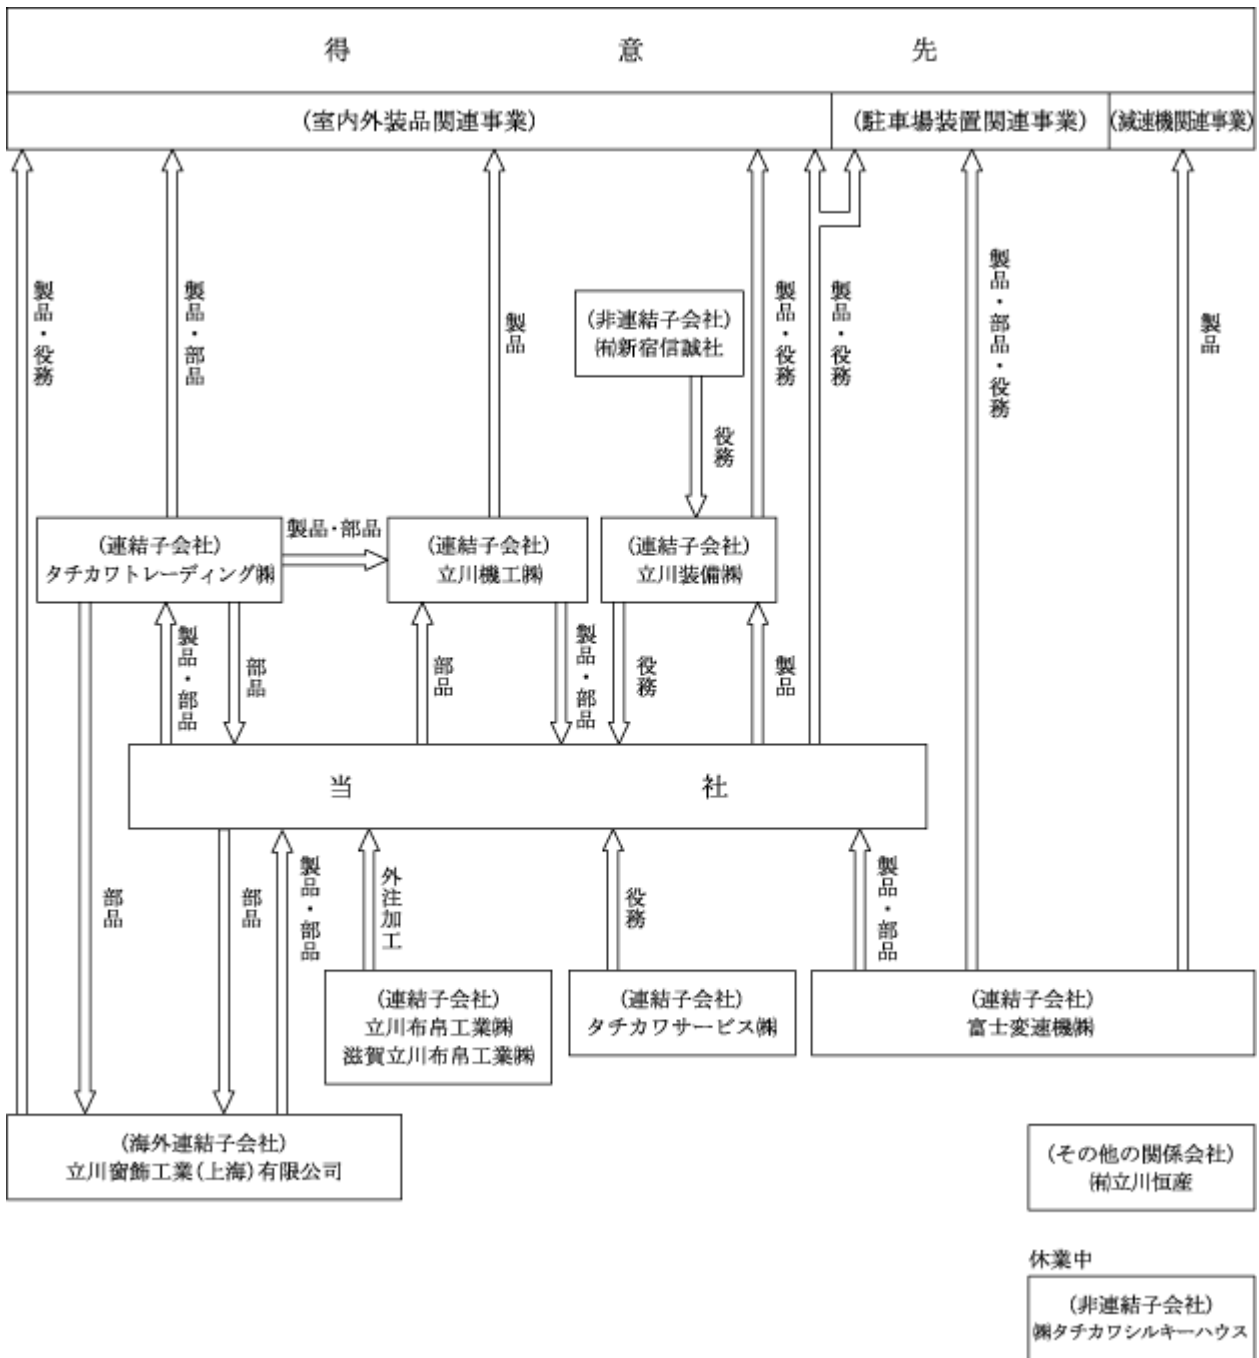 得意先
(室内外装品関連事業)
(駐車場装置関連事業)
(減速機関連事業)
製品・役務
製品・部品
製品
製品・役務
製品・役務
製品・部品・役務
製品
(非連結子会社)
㈲新宿信誠社
役務
(連結子会社)
タチカワトレーディング㈱
製品・部品
(連結子会社)
立川機工㈱
(連結子会社)
立川装備㈱
製品・部品
部品
部品
製品・部品
役務
製品
当社
部品
部品
製品・部品
外注加工
役務
製品・部品
(連結子会社)
立川布帛工業㈱
滋賀立川布帛工業㈱
(連結子会社)
タチカワサービス㈱
(連結子会社)
富士変速機㈱
(海外連結子会社)
立川窗飾工業(上海)有限公司
(その他の関係会社)
㈲立川恒産
休業中
(非連結子会社)
㈱タチカワシルキーハウス